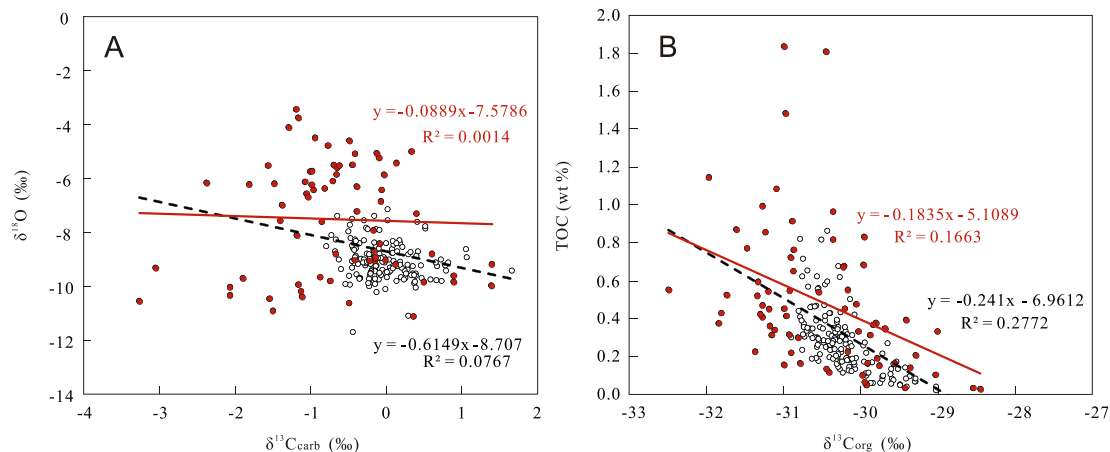 A
0
-2
-4
-6
-8
-10
-12
-14
δ¹⁸O (‰)
-4
-3
-2
-1
0
1
2
δ¹³Ccarb (‰)
y = -0.0889x-7.5786
R² = 0.0014
y = -0.6149x-8.707
R² = 0.0767
B
2.0
1.8
1.6
1.4
1.2
1.0
0.8
0.6
0.4
0.2
0.0
TOC (wt %)
-33
-32
-31
-30
-29
-28
-27
δ¹³Corg (‰)
y = -0.1835x-5.1089
R² = 0.1663
y = -0.241x - 6.9612
R² = 0.2772